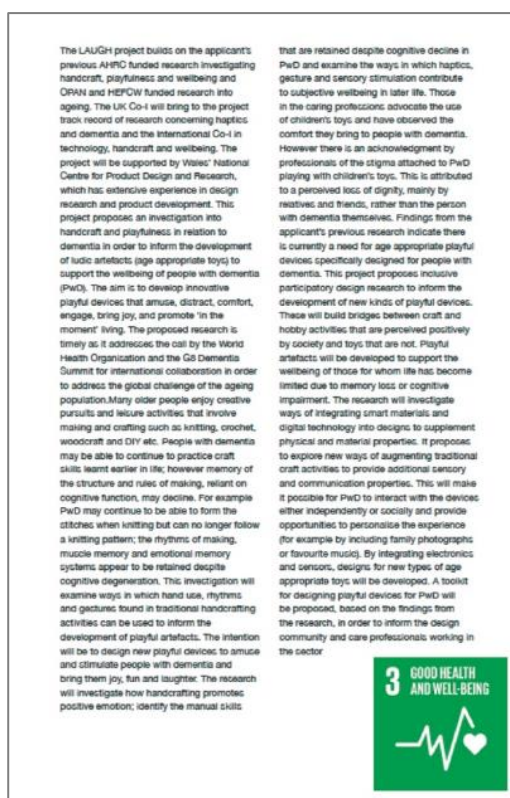 The LAUGH project builds on the applicant's
previous AHRC funded research investigating
handcraft, playfulness and wellbeing and
OPAN and HEFCW funded research into
ageing. The UK Co-I will bring to the project
track record of research concerning haptics
and dementia and the International Co-I in
technology, handcraft and wellbeing. The
project will be supported by Wales' National
Centre for Product Design and Research,
which has extensive experience in design
research and product development. This
project proposes an investigation into
handcraft and playfulness in relation to
dementia in order to inform the development
of ludic artefacts (age appropriate toys) to
support the wellbeing of people with dementia
(PwD). The aim is to develop innovative
playful devices that amuse, distract, comfort,
engage, bring joy, and promote 'in the
moment' living. The proposed research is
timely as it addresses the call by the World
Health Organisation and the G8 Dementia
Summit for international collaboration in order
to address the global challenge of the ageing
population.Many older people enjoy creative
pursuits and leisure activities that involve
making and crafting such as knitting, crochet,
woodcraft and DIY etc. People with dementia
may be able to continue to practice craft
skills learnt earlier in life; however memory of
the structure and rules of making, reliant on
cognitive function, may decline. For example
PwD may continue to be able to form the
stitches when knitting but can no longer follow
a knitting pattern; the rhythms of making,
muscle memory and emotional memory
systems appear to be retained despite
cognitive degeneration. This investigation will
examine ways in which hand use, rhythms
and gestures found in traditional handcrafting
activities can be used to inform the
development of playful artefacts. The intention
will be to design new playful devices to amuse
and stimulate people with dementia and
bring them joy, fun and laughter. The research
will investigate how handcrafting promotes
positive emotion; identify the manual skills
that are retained despite cognitive decline in
PwD and examine the ways in which haptics,
gesture and sensory stimulation contribute
to subjective wellbeing in later life. Those
in the caring professions advocate the use
of children's toys and have observed the
comfort they bring to people with dementia.
However there is an acknowledgment by
professionals of the stigma attached to PwD
playing with children's toys. This is attributed
to a perceived loss of dignity, mainly by
relatives and friends, rather than the person
with dementia themselves. Findings from the
applicant's previous research indicate there
is currently a need for age appropriate playful
devices specifically designed for people with
dementia. This project proposes inclusive
participatory design research to inform the
development of new kinds of playful devices.
These will build bridges between craft and
hobby activities that are perceived positively
by society and toys that are not. Playful
artefacts will be developed to support the
wellbeing of those for whom life has become
limited due to memory loss or cognitive
impairment. The research will investigate
ways of integrating smart materials and
digital technology into designs to supplement
physical and material properties. It proposes
to explore new ways of augmenting traditional
craft activities to provide additional sensory
and communication properties. This will make
it possible for PwD to interact with the devices
either independently or socially and provide
opportunities to personalise the experience
(for example by including family photographs
or favourite music). By integrating electronics
and sensors, designs for new types of age
appropriate toys will be developed. A toolkit
for designing playful devices for PwD will
be proposed, based on the findings from
the research, in order to inform the design
community and care professionals working in
the sector
3 GOOD HEALTH
AND WELL-BEING